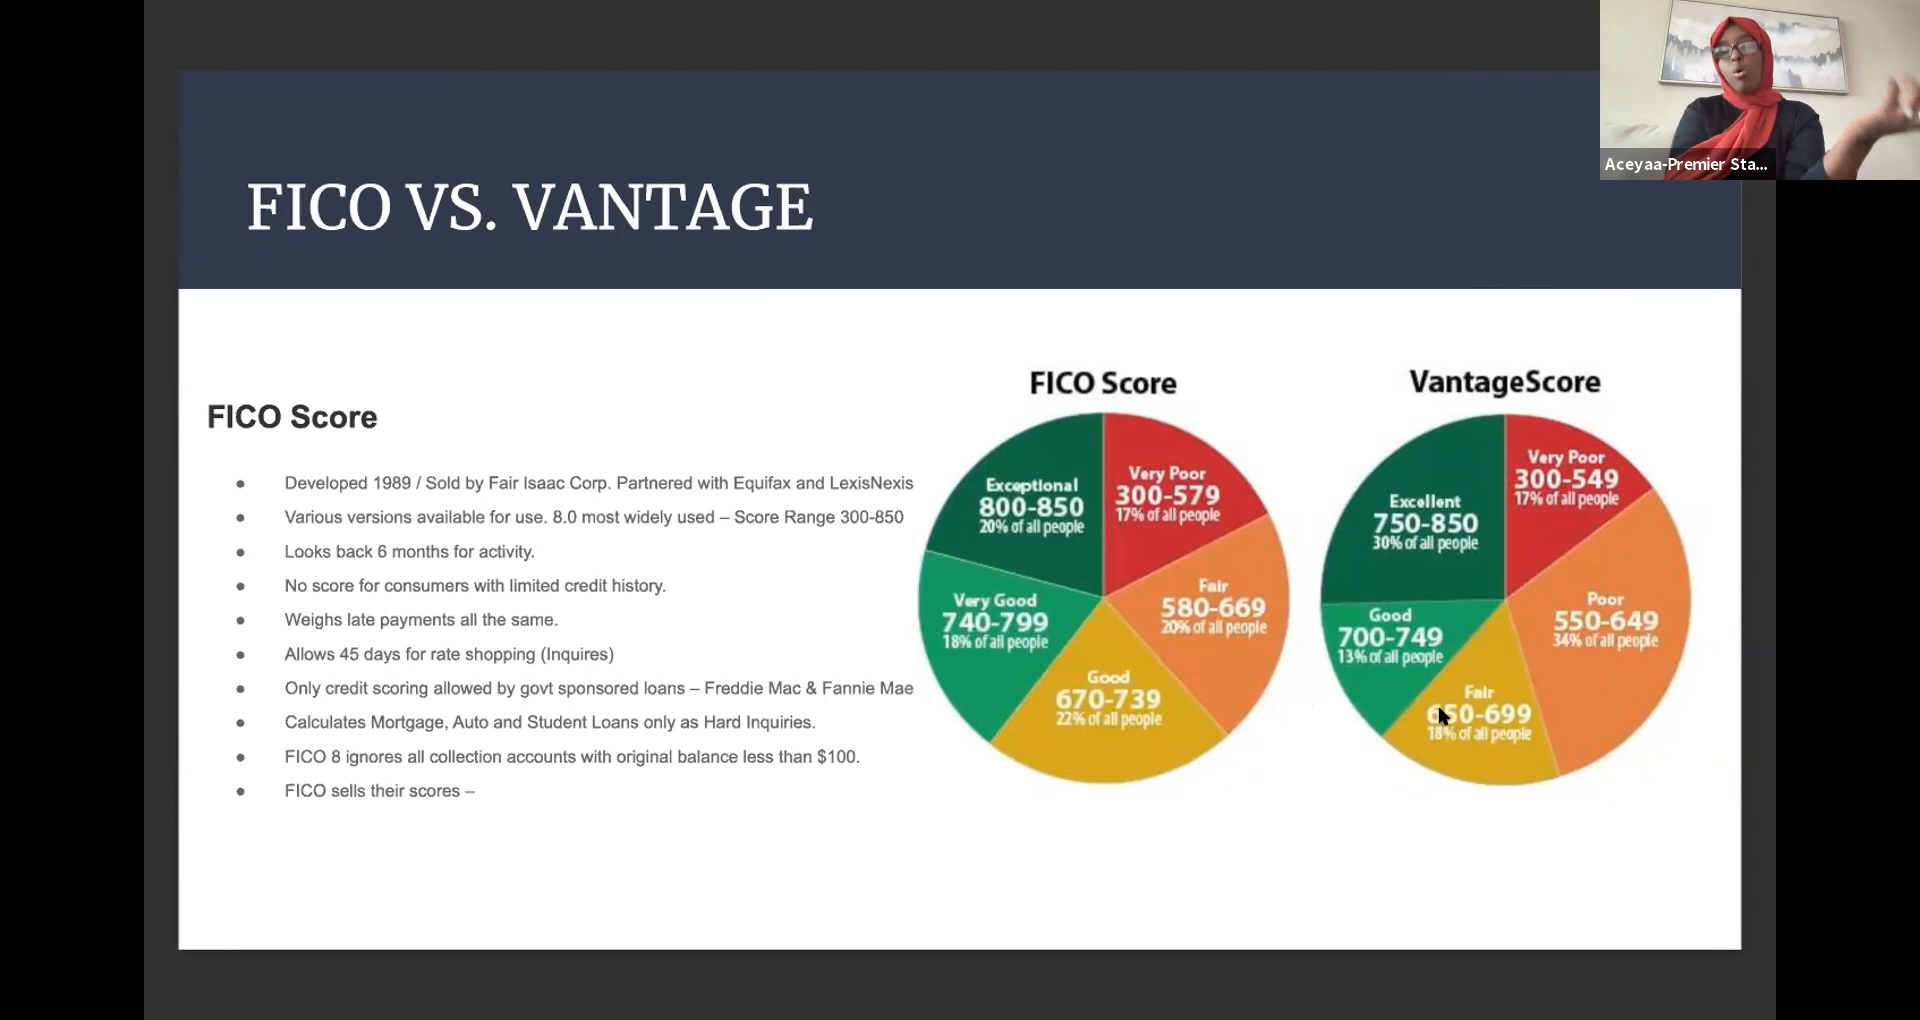 Aceyaa-Premier Sta...
FICO VS. VANTAGE
FICO Score
● Developed 1989 / Sold by Fair Isaac Corp. Partnered with Equifax and LexisNexis
● Various versions available for use. 8.0 most widely used – Score Range 300-850
● Looks back 6 months for activity.
● No score for consumers with limited credit history.
● Weighs late payments all the same.
● Allows 45 days for rate shopping (Inquires)
● Only credit scoring allowed by govt sponsored loans – Freddie Mac & Fannie Mae
● Calculates Mortgage, Auto and Student Loans only as Hard Inquiries.
● FICO 8 ignores all collection accounts with original balance less than $100.
● FICO sells their scores –
FICO Score
Very Poor
300-579
17% of all people
Fair
580-669
20% of all people
Good
670-739
22% of all people
Very Good
740-799
18% of all people
Exceptional
800-850
20% of all people
VantageScore
Very Poor
300-549
17% of all people
Poor
550-649
34% of all people
Fair
650-699
18% of all people
Good
700-749
13% of all people
Excellent
750-850
30% of all people